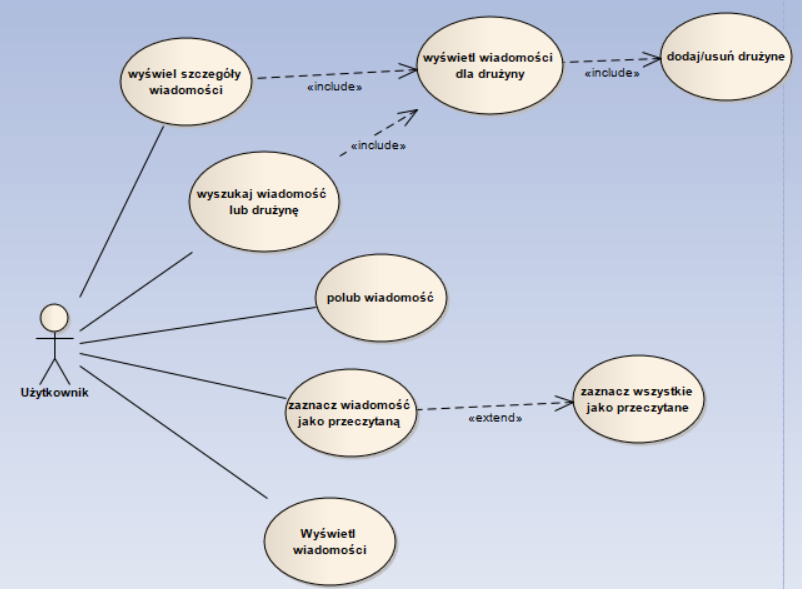 wyświel szczegóły
wiadomości
«include»
wyświetl wiadomości
dla drużyny
«include»
dodaj/usuń drużyne
«include»
wyszukaj wiadomość
lub drużynę
polub wiadomość
Użytkownik
zaznacz wiadomość
jako przeczytaną
«extend»
zaznacz wszystkie
jako przeczytane
Wyświetl
wiadomości